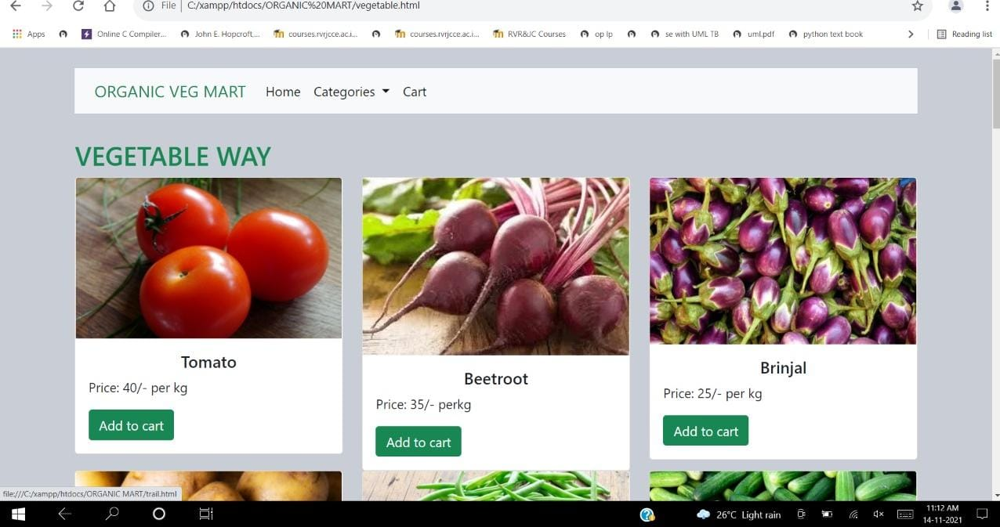 File C:/xampp/htdocs/ORGANIC%20MART/vegetable.html
Apps Online C Compiler... John E. Hopcroft,... courses.rvrjcce.ac.i... courses.rvrjcce.ac.i... RVR&JC Courses op lp se with UML TB uml.pdf python text book Reading list
ORGANIC VEG MART Home Categories Cart
VEGETABLE WAY
Tomato
Price: 40/- per kg
Add to cart
Beetroot
Price: 35/- perkg
Add to cart
Brinjal
Price: 25/- per kg
Add to cart
file:///C:/xampp/htdocs/ORGANIC MART/trail.html
26°C Light rain
11:12 AM
14-11-2021